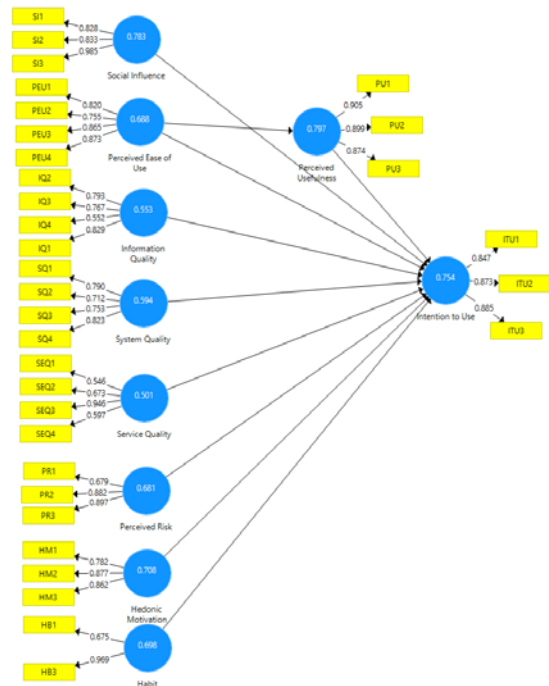 SI1
0.828
SI2
0.833
SI3
0.985
0.783
Social Influence
PEU1
0.820
PEU2
0.755
PEU3
0.865
PEU4
0.873
0.688
Perceived Ease of
Use
PU1
0.905
PU2
0.899
0.874
PU3
0.797
Perceived
Usefulness
IQ2
0.793
IQ3
0.767
IQ4
0.552
IQ1
0.829
0.553
Information
Quality
SQ1
0.790
SQ2
0.712
SQ3
0.753
SQ4
0.823
0.594
System Quality
ITU1
0.847
0.873
ITU2
0.885
ITU3
0.754
Intention to Use
SEQ1
0.546
SEQ2
0.673
SEQ3
0.946
SEQ4
0.597
0.501
Service Quality
PR1
0.679
PR2
0.882
PR3
0.897
0.681
Perceived Risk
HM1
0.782
HM2
0.877
HM3
0.862
0.708
Hedonic
Motivation
HB1
0.675
HB3
0.969
0.698
Habit